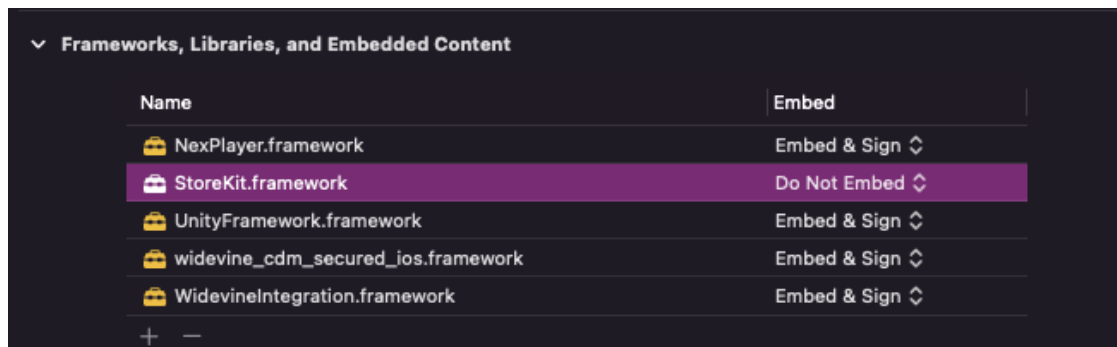 Frameworks, Libraries, and Embedded Content
Name Embed
NexPlayer.framework Embed & Sign
StoreKit.framework Do Not Embed
UnityFramework.framework Embed & Sign
widevine_cdm_secured_ios.framework Embed & Sign
WidevineIntegration.framework Embed & Sign